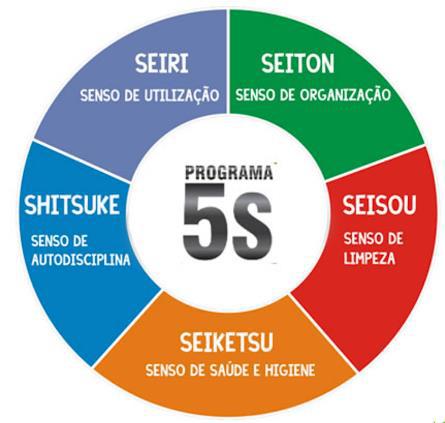 SEIRI
SENSO DE UTILIZAÇÃO
SEITON
SENSO DE ORGANIZAÇÃO
SHITSUKE
SENSO DE
AUTODISCIPLINA
PROGRAMA
5S
SEISOU
SENSO DE
LIMPEZA
SEIKETSU
SENSO DE SAÚDE E HIGIENE